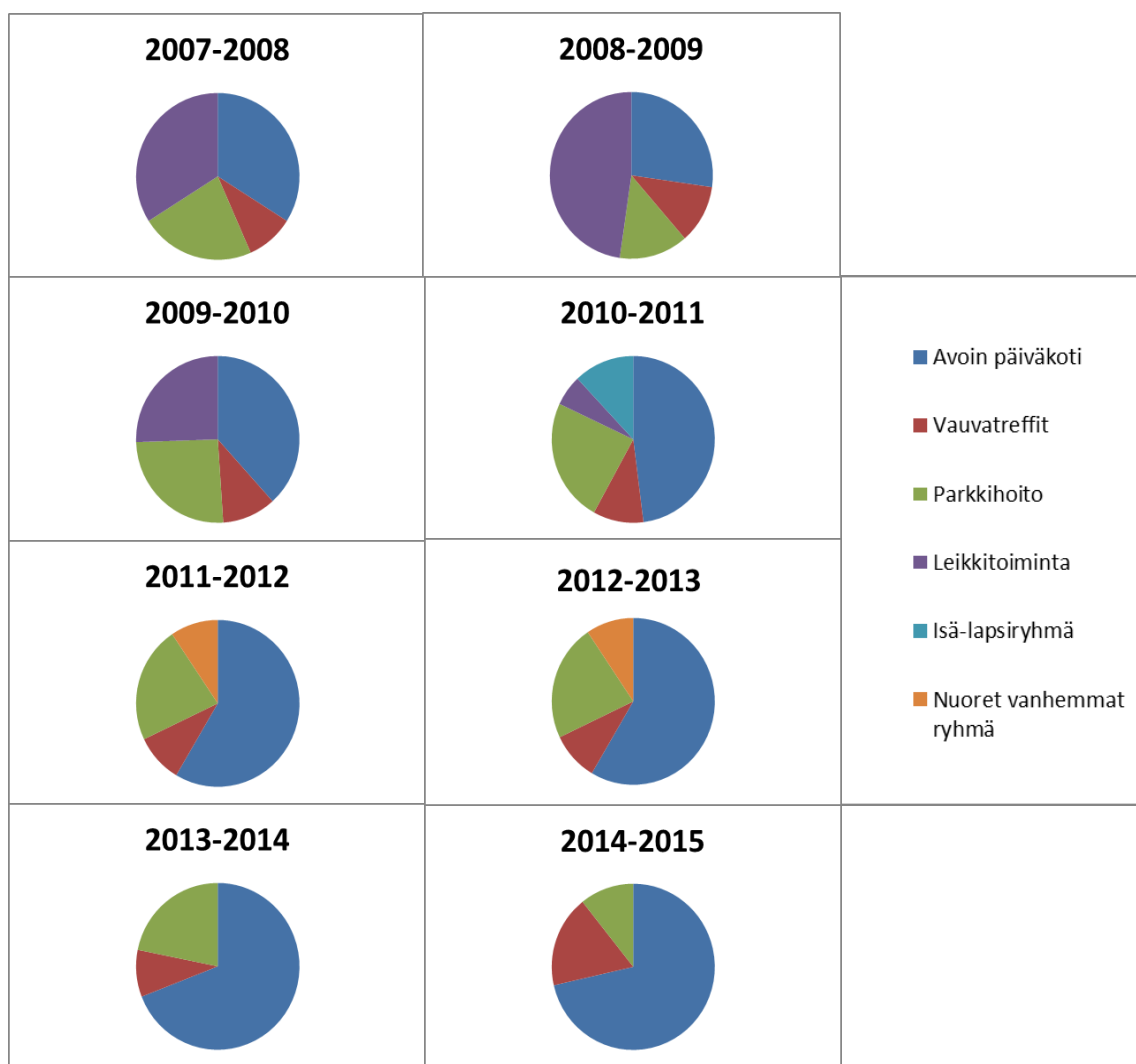 2007-2008
2008-2009
2009-2010
2010-2011
Avoin päiväkoti
Vauvatreffit
Parkkihoito
Leikkitoiminta
Isä-lapsiryhmä
Nuoret vanhemmat
ryhmä
2011-2012
2012-2013
2013-2014
2014-2015